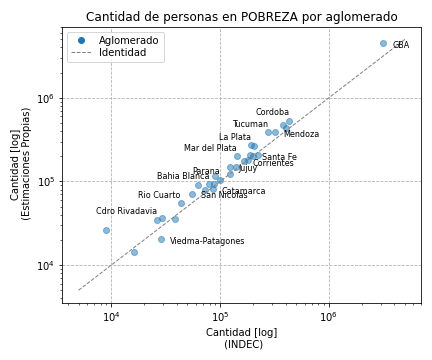 Cantidad de personas en POBREZA por aglomerado
Aglomerado
Identidad
GBA
Cordoba
Tucuman
Mendoza
La Plata
Mar del Plata
Santa Fe
Corrientes
Jujuy
Parana
Bahia Blanca
Catamarca
San Nicolas
Rio Cuarto
Cdro Rivadavia
Viedma-Patagones
10⁶
10⁵
10⁴
Cantidad [log]
(Estimaciones Propias)
10⁴ 10⁵ 10⁶
Cantidad [log]
(INDEC)